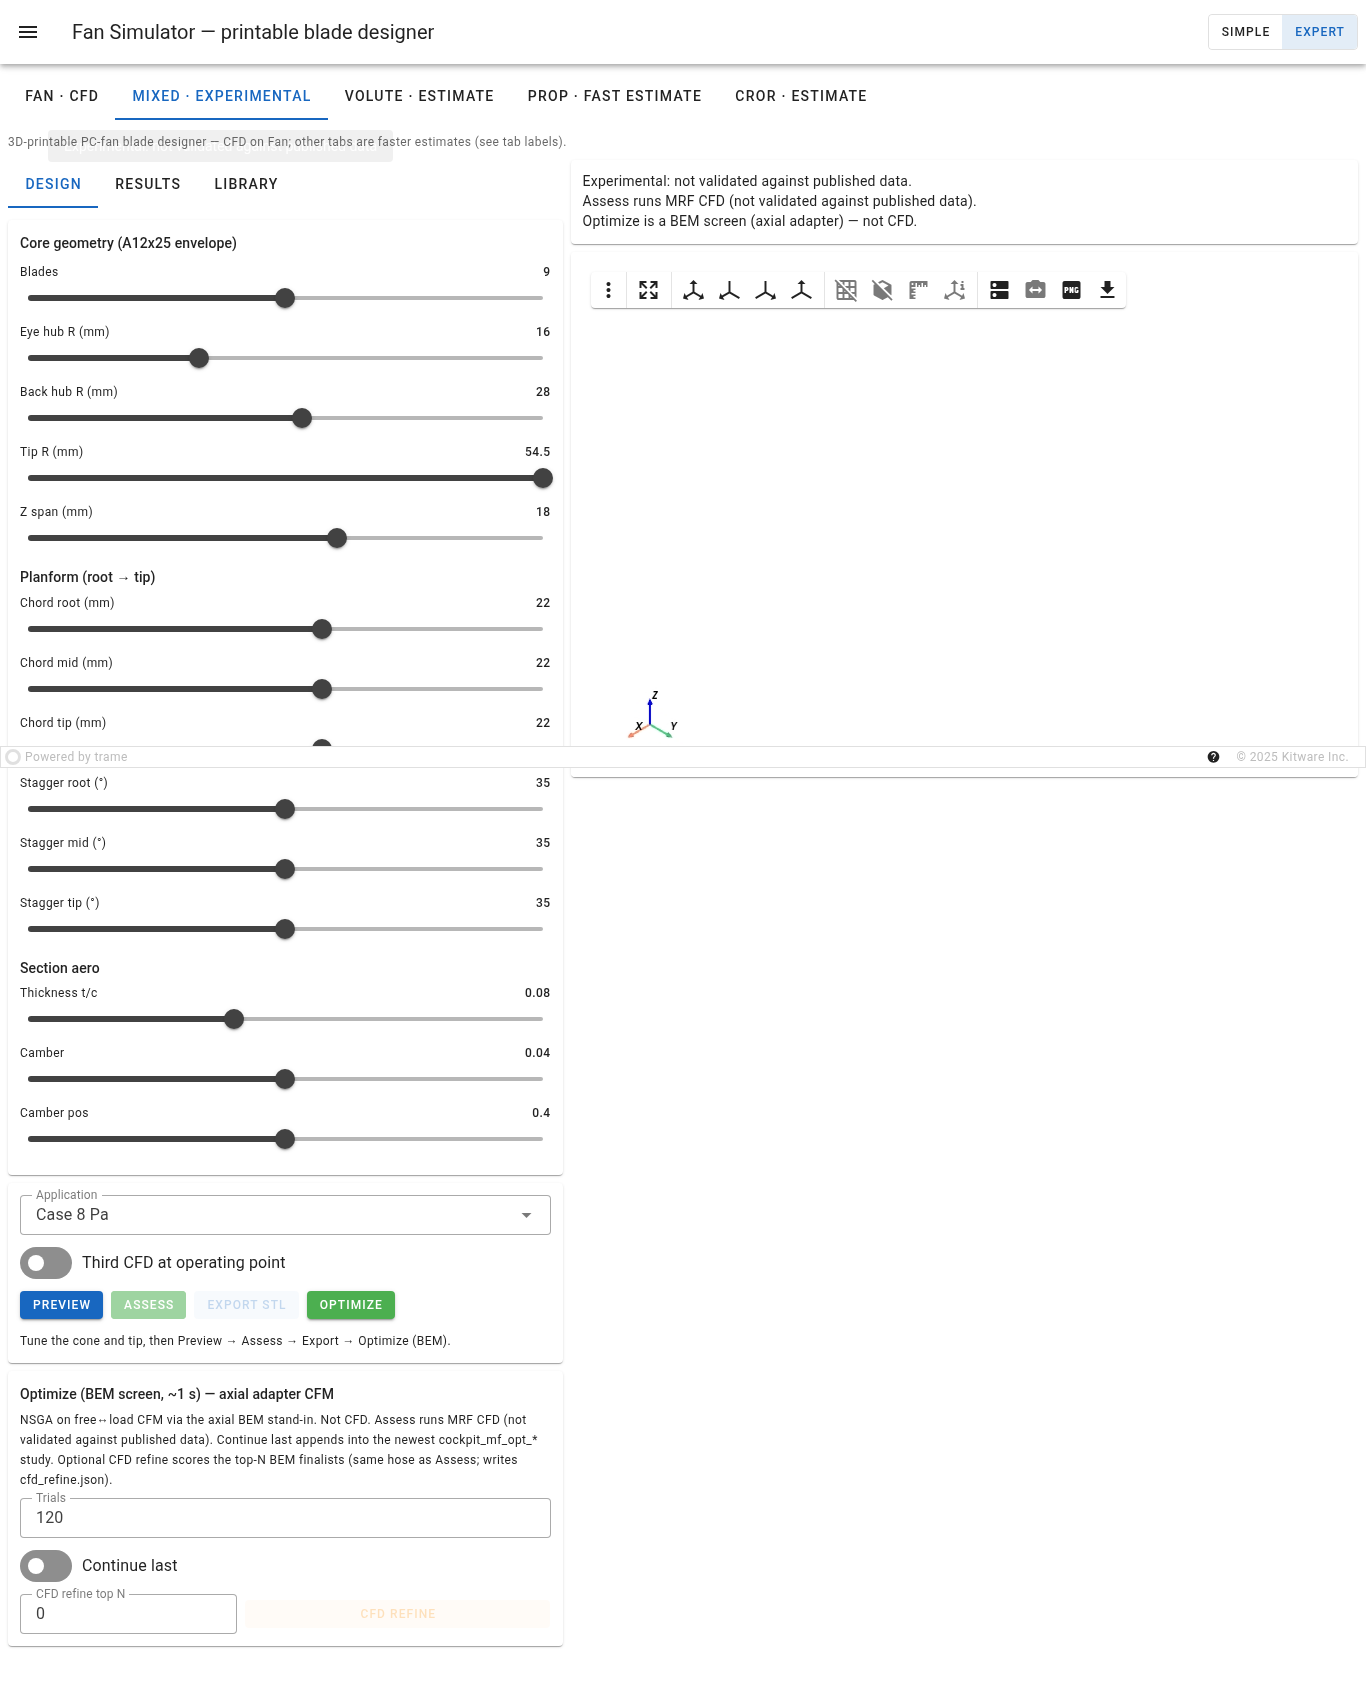 Fan Simulator — printable blade designer
SIMPLE
EXPERT
FAN · CFD
MIXED · EXPERIMENTAL
VOLUTE · ESTIMATE
PROP · FAST ESTIMATE
CROR · ESTIMATE
3D-printable PC-fan blade designer — CFD on Fan; other tabs are faster estimates (see tab labels).
DESIGN
RESULTS
LIBRARY
Core geometry (A12x25 envelope)
Blades 9
Eye hub R (mm) 16
Back hub R (mm) 28
Tip R (mm) 54.5
Z span (mm) 18
Planform (root → tip)
Chord root (mm) 22
Chord mid (mm) 22
Chord tip (mm) 22
Stagger root (°) 35
Stagger mid (°) 35
Stagger tip (°) 35
Section aero
Thickness t/c 0.08
Camber 0.04
Camber pos 0.4
Application
Case 8 Pa
Third CFD at operating point
PREVIEW
ASSESS
EXPORT STL
OPTIMIZE
Tune the cone and tip, then Preview → Assess → Export → Optimize (BEM).
Optimize (BEM screen, ~1 s) — axial adapter CFM
NSGA on free↔load CFM via the axial BEM stand-in. Not CFD. Assess runs MRF CFD (not
validated against published data). Continue last appends into the newest cockpit_mf_opt_*
study. Optional CFD refine scores the top-N BEM finalists (same hose as Assess; writes
cfd_refine.json).
Trials
120
Continue last
CFD refine top N
0
CFD REFINE
Experimental: not validated against published data.
Assess runs MRF CFD (not validated against published data).
Optimize is a BEM screen (axial adapter) — not CFD.
PNG
Z
X
Y
Powered by trame
© 2025 Kitware Inc.